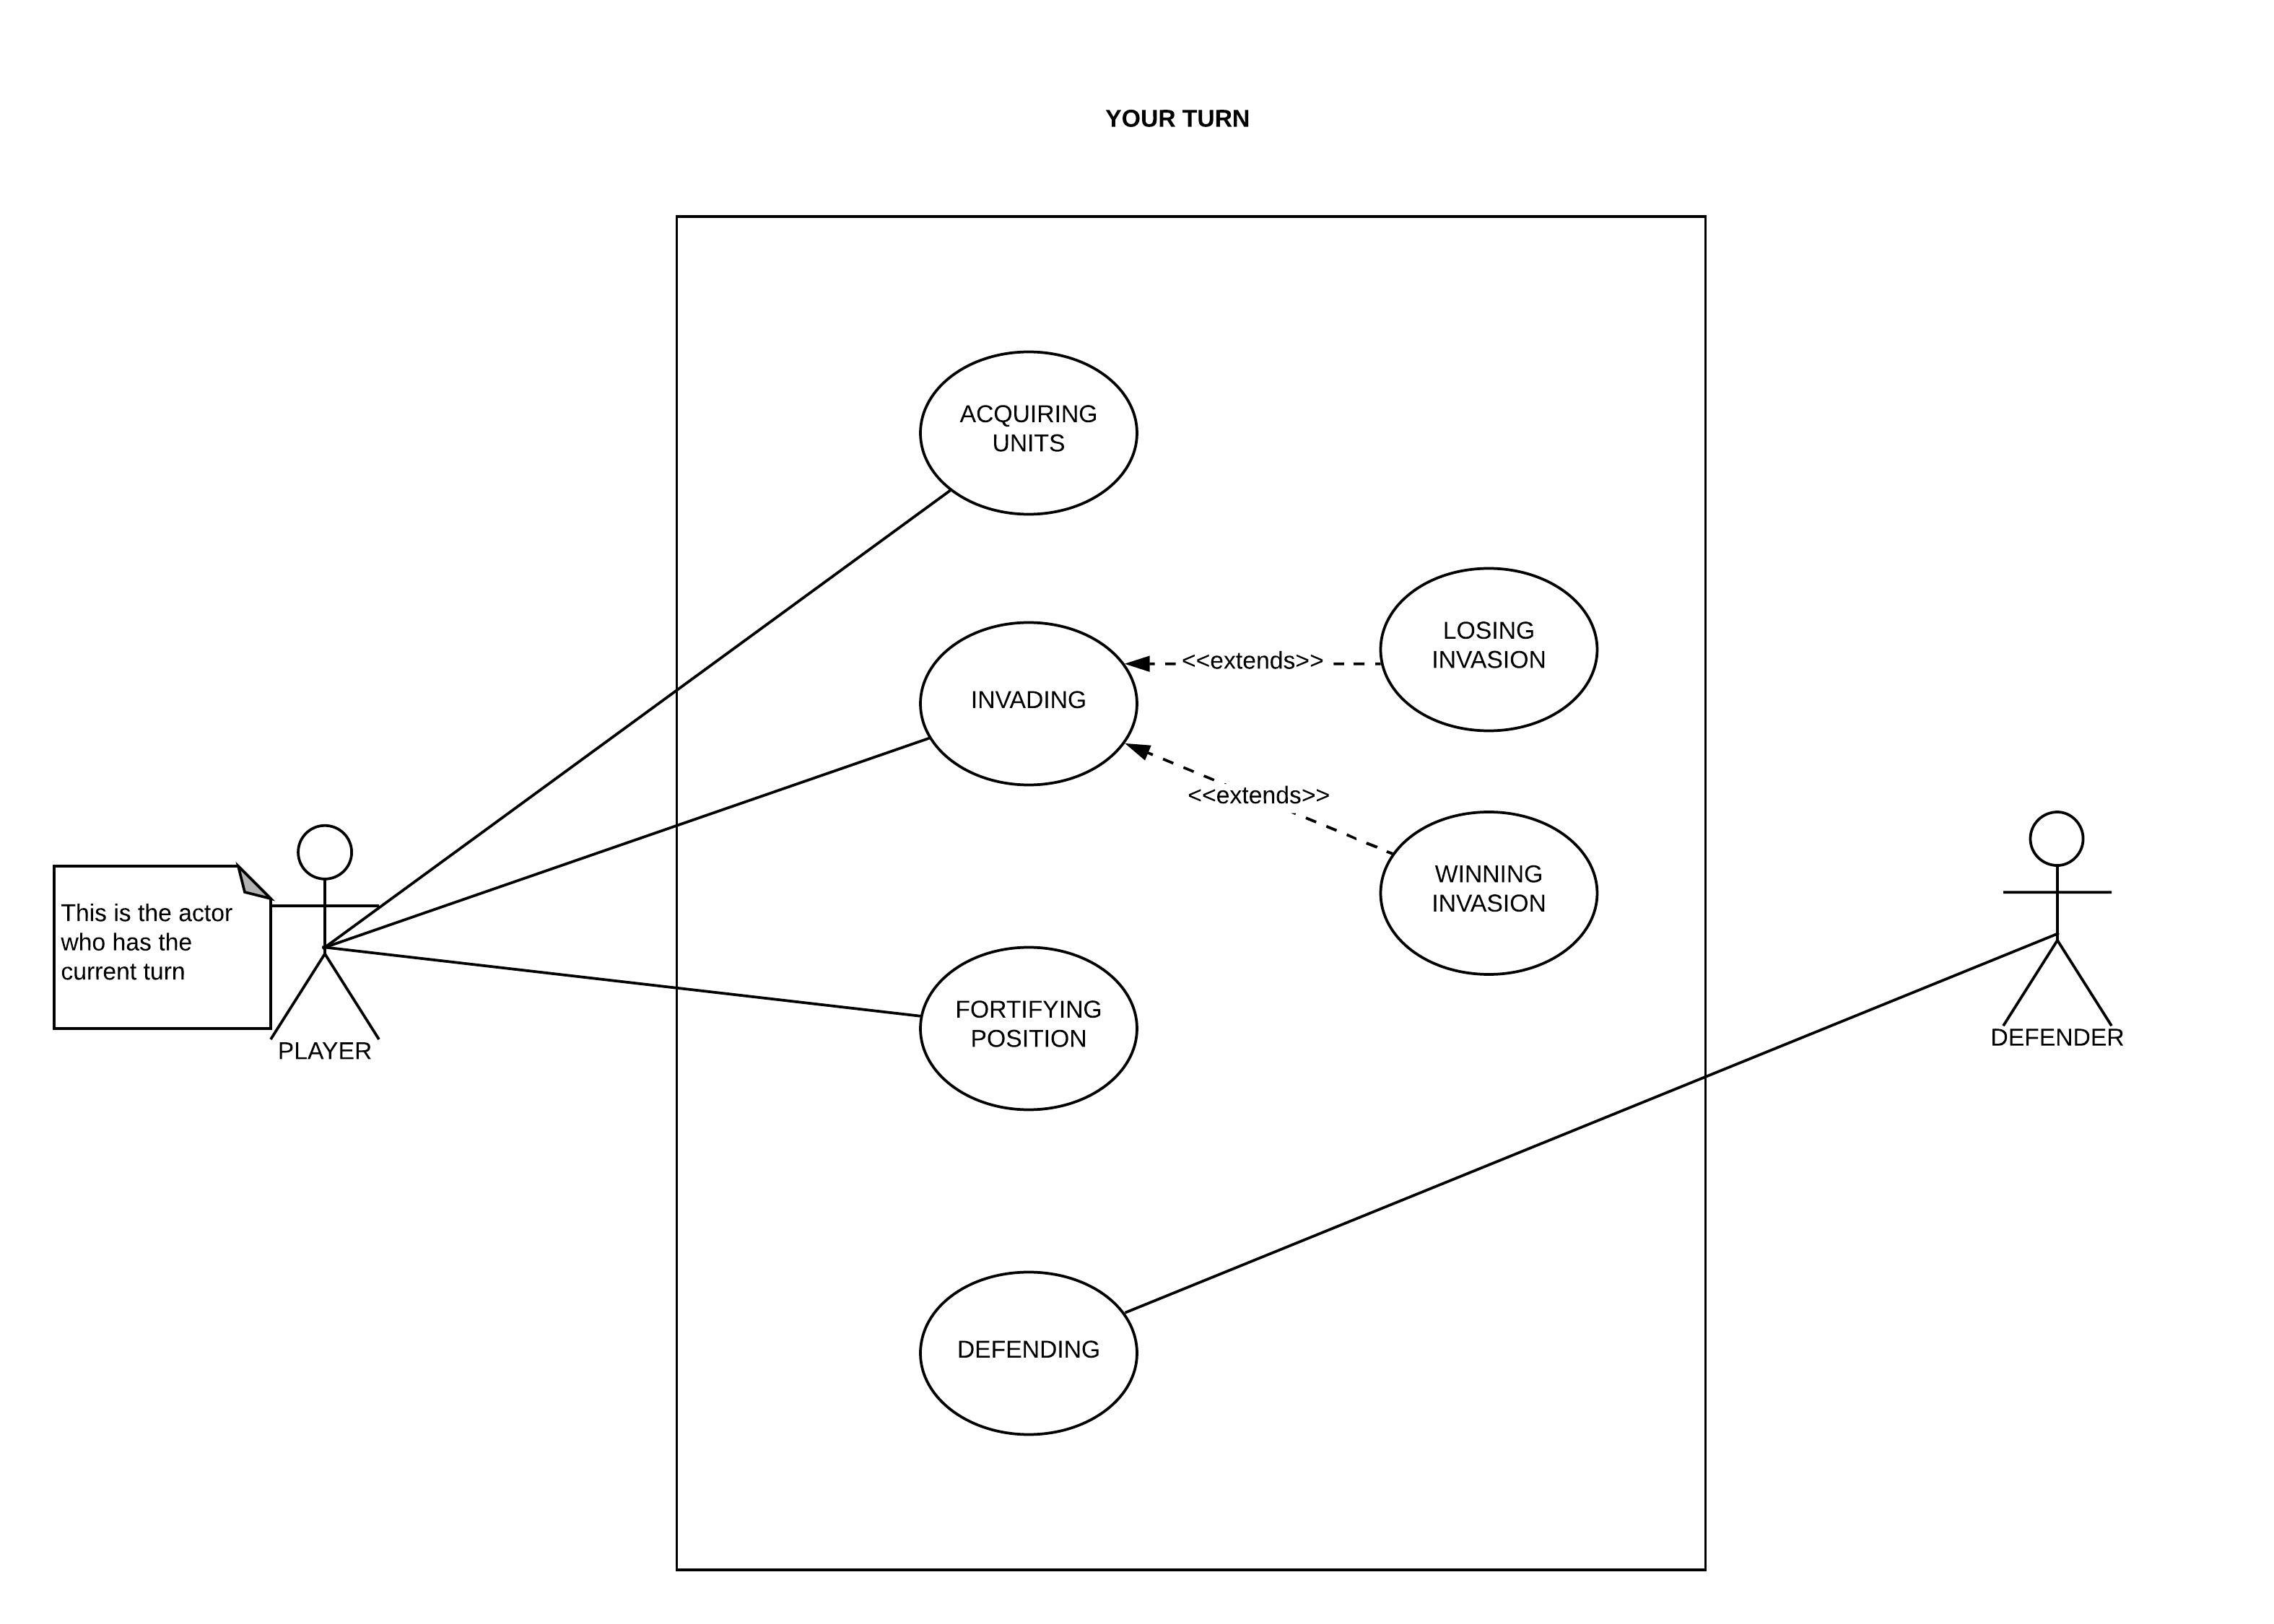 YOUR TURN
ACQUIRING
UNITS
LOSING
INVASION
<<extends>>
INVADING
<<extends>>
WINNING
INVASION
This is the actor
who has the
current turn
PLAYER
FORTIFYING
POSITION
DEFENDER
DEFENDING